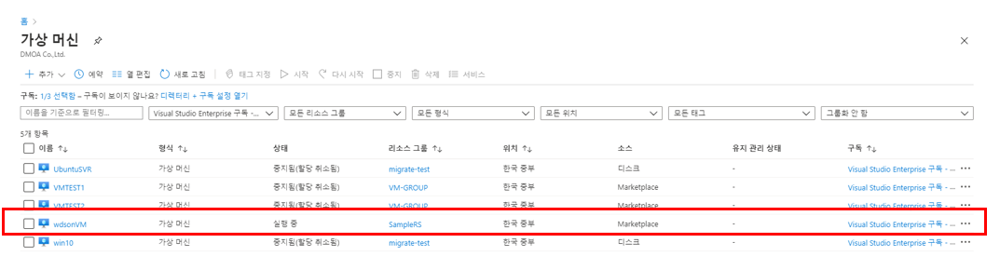 홈 >
가상 머신
DMOA Co.,Ltd.
추가 예약 열 편집 새로 고침 태그 지정 시작 다시 시작 중지 삭제 서비스
구독: 1/3 선택함 – 구독이 보이지 않나요? 디렉터리 + 구독 설정 열기
이름을 기준으로 필터링... Visual Studio Enterprise 구독 -... 모든 리소스 그룹 모든 형식 모든 위치 모든 태그 그룹화 안 함
5개 항목
이름 ↑↓ 형식 ↑↓ 상태 리소스 그룹 ↑↓ 위치 ↑↓ 소스 유지 관리 상태 구독 ↑↓
UbuntuSVR 가상 머신 중지됨(할당 취소됨) migrate-test 한국 중부 디스크 - Visual Studio Enterprise 구독 - ... ...
VMTEST1 가상 머신 중지됨(할당 취소됨) VM-GROUP 한국 중부 Marketplace - Visual Studio Enterprise 구독 - ... ...
VMTEST2 가상 머신 중지됨(할당 취소됨) VM-GROUP 한국 중부 Marketplace - Visual Studio Enterprise 구독 - ... ...
wdsonVM 가상 머신 실행 중 SampleRS 한국 중부 Marketplace - Visual Studio Enterprise 구독 - ... ...
win10 가상 머신 중지됨(할당 취소됨) migrate-test 한국 중부 디스크 - Visual Studio Enterprise 구독 - ... ...